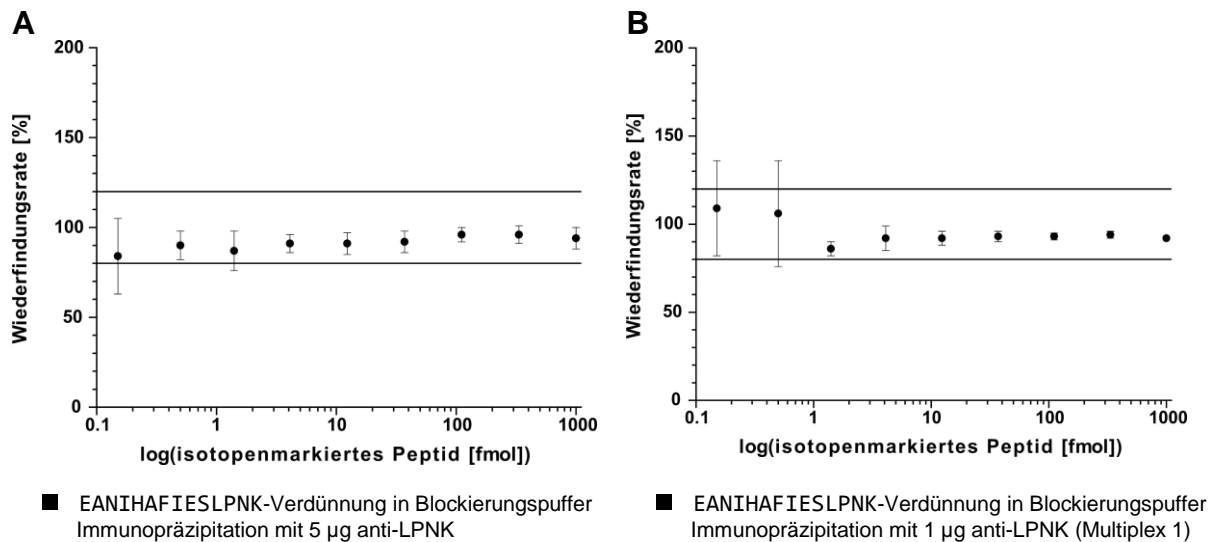 A
200
150
100
50
0
Wiederfindungsrate [%]
0.1 1 10 100 1000
log(isotopenmarkiertes Peptid [fmol])
EANIHAFIESLPNK-Verdünnung in Blockierungspuffer
Immunopräzipitation mit 5 µg anti-LPNK
B
200
150
100
50
0
Wiederfindungsrate [%]
0.1 1 10 100 1000
log(isotopenmarkiertes Peptid [fmol])
EANIHAFIESLPNK-Verdünnung in Blockierungspuffer
Immunopräzipitation mit 1 µg anti-LPNK (Multiplex 1)